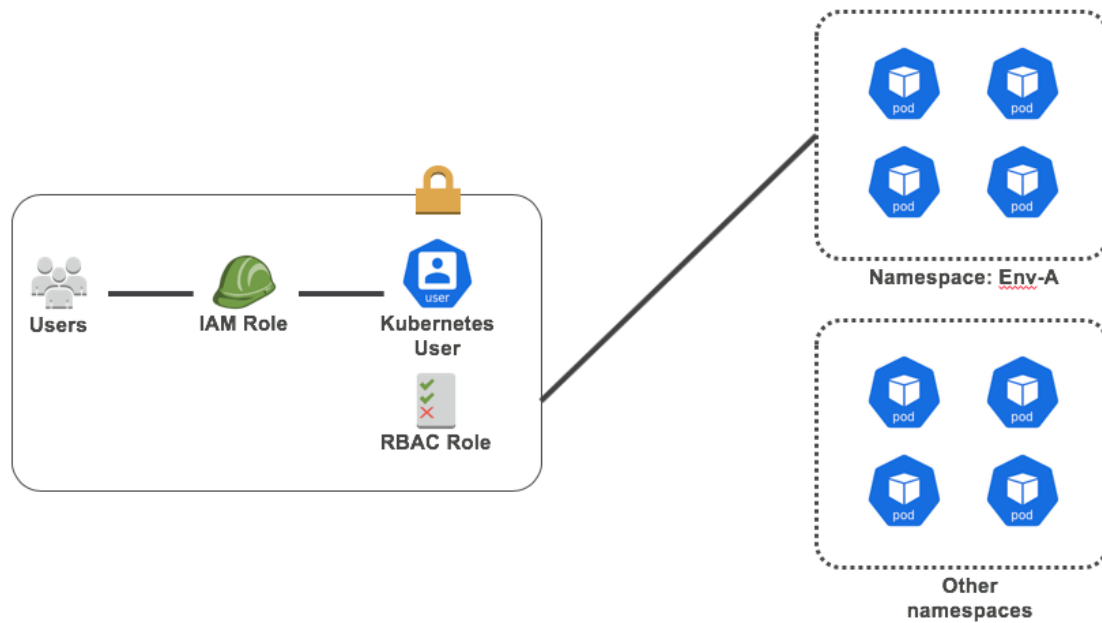 pod
pod
pod
pod
Namespace: Env-A
Users
IAM Role
user
Kubernetes
User
RBAC Role
pod
pod
pod
pod
Other
namespaces